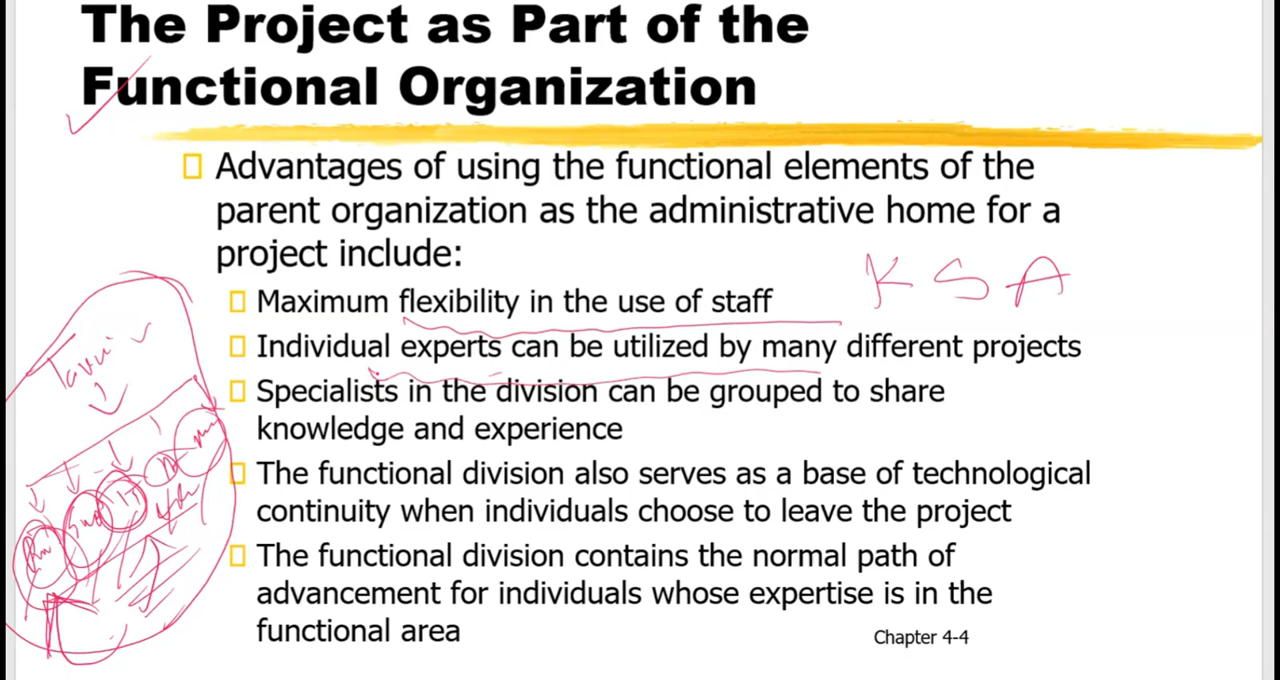 The Project as Part of the
Functional Organization
Advantages of using the functional elements of the
parent organization as the administrative home for a
project include:
KSA
Maximum flexibility in the use of staff
Individual experts can be utilized by many different projects
Specialists in the division can be grouped to share
knowledge and experience
The functional division also serves as a base of technological
continuity when individuals choose to leave the project
The functional division contains the normal path of
advancement for individuals whose expertise is in the
functional area
IT
Chapter 4-4